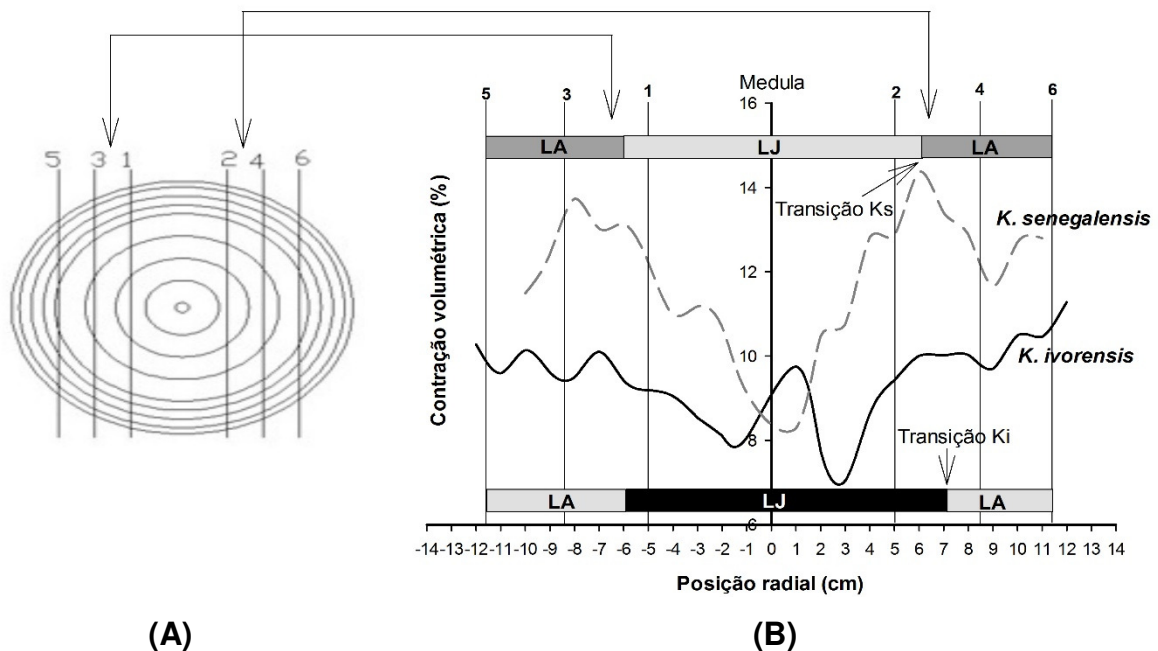 5 3 1 2 4 6
Medula
5 3 1 2 4 6
16
LA LJ LA
14
Transição Ks
K. senegalensis
12
Contração volumétrica (%)
10
K. ivorensis
8
Transição Ki
LA LJ LA
6
-14 -13 -12 -11 -10 -9 -8 -7 -6 -5 -4 -3 -2 -1 0 1 2 3 4 5 6 7 8 9 10 11 12 13 14
Posição radial (cm)
(A) (B)